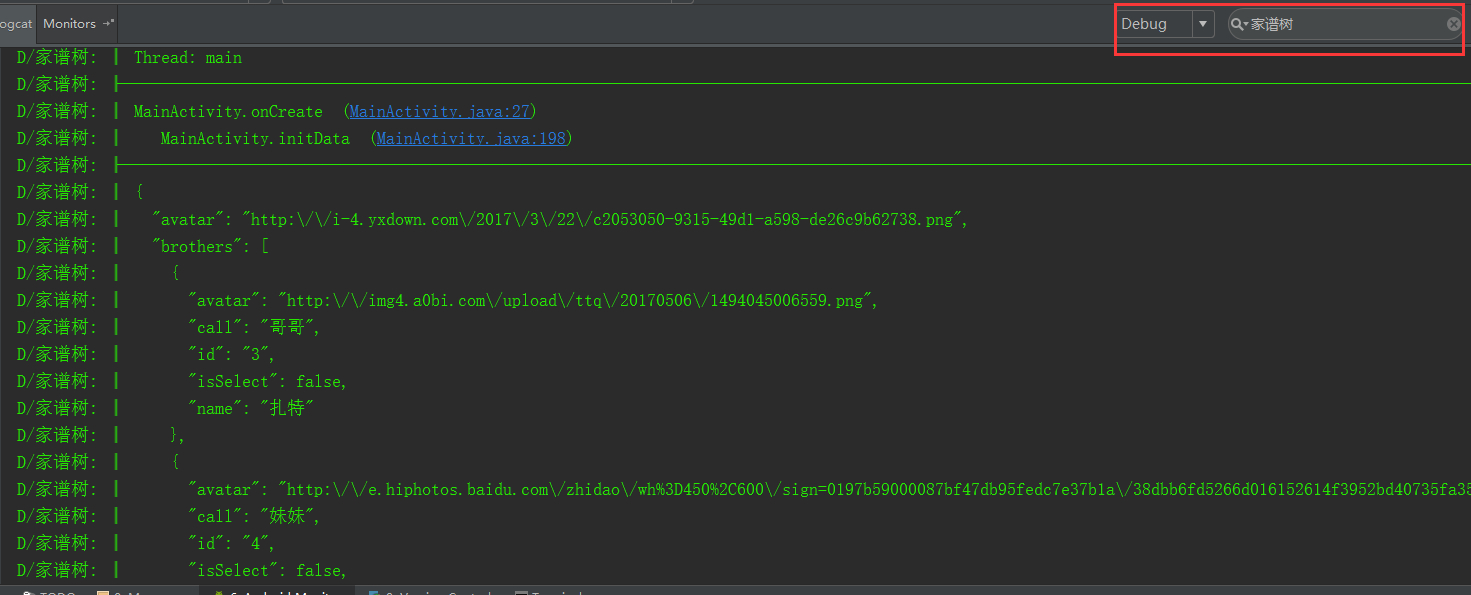 ogcat Monitors Debug 家谱树
D/家谱树: | Thread: main
D/家谱树: |
D/家谱树: | MainActivity.onCreate (MainActivity.java:27)
D/家谱树: | MainActivity.initData (MainActivity.java:198)
D/家谱树: |
D/家谱树: | {
D/家谱树: | "avatar": "http:\/\/i-4.yxdown.com\/2017\/3\/22\/c2053050-9315-49d1-a598-de26c9b62738.png",
D/家谱树: | "brothers": [
D/家谱树: | {
D/家谱树: | "avatar": "http:\/\/img4.a0bi.com\/upload\/ttq\/20170506\/1494045006559.png",
D/家谱树: | "call": "哥哥",
D/家谱树: | "id": "3",
D/家谱树: | "isSelect": false,
D/家谱树: | "name": "扎特"
D/家谱树: | },
D/家谱树: | {
D/家谱树: | "avatar": "http:\/\/e.hiphotos.baidu.com\/zhidao\/wh%3D450%2C600\/sign=0197b59000087bf47db95fedc7e37b1a\/38dbb6fd5266d016152614f3952bd40735fa35
D/家谱树: | "call": "妹妹",
D/家谱树: | "id": "4",
D/家谱树: | "isSelect": false,